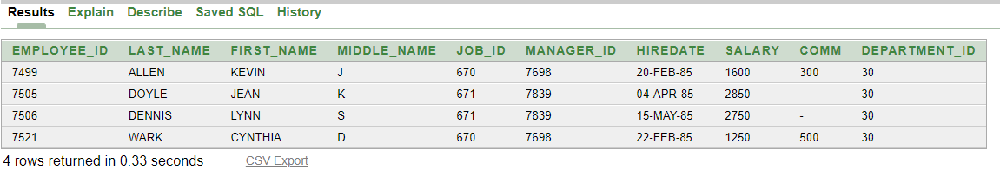 Results Explain Describe Saved SQL History
EMPLOYEE_ID LAST_NAME FIRST_NAME MIDDLE_NAME JOB_ID MANAGER_ID HIREDATE SALARY COMM DEPARTMENT_ID
7499 ALLEN KEVIN J 670 7698 20-FEB-85 1600 300 30
7505 DOYLE JEAN K 671 7839 04-APR-85 2850 - 30
7506 DENNIS LYNN S 671 7839 15-MAY-85 2750 - 30
7521 WARK CYNTHIA D 670 7698 22-FEB-85 1250 500 30
4 rows returned in 0.33 seconds CSV Export